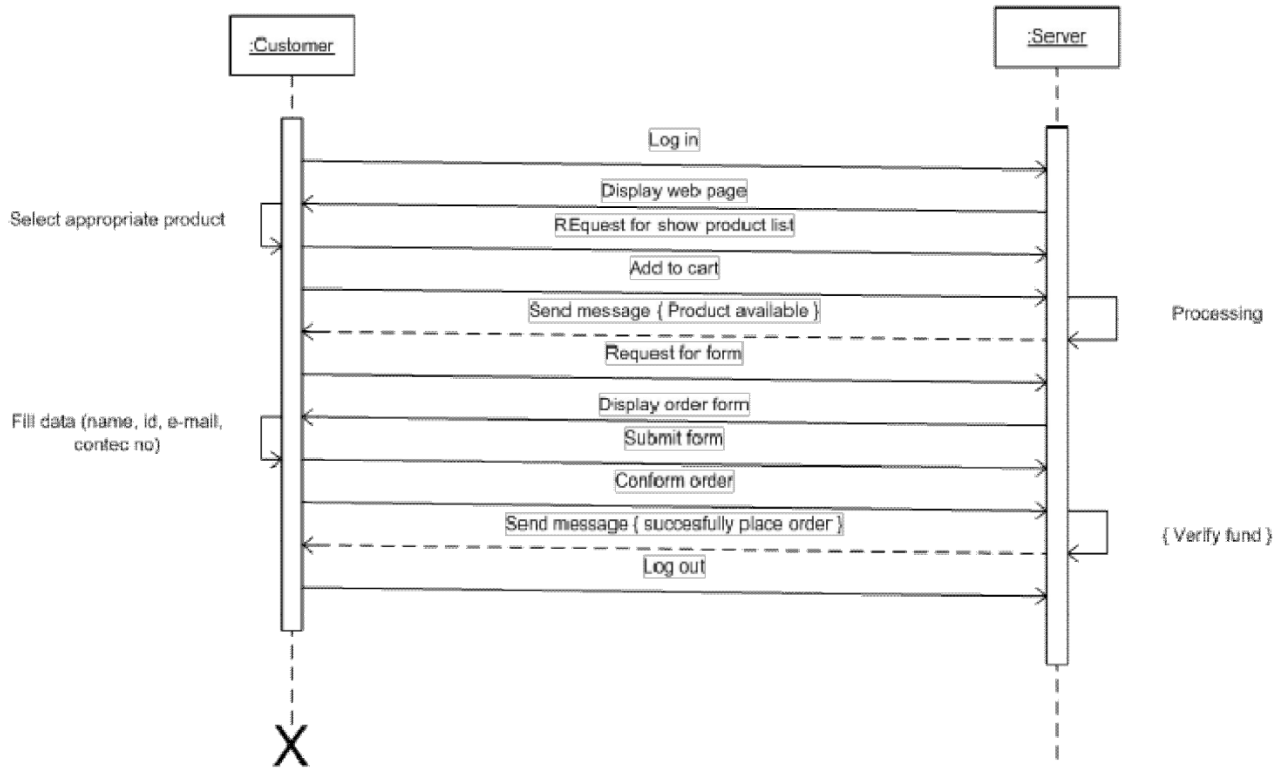 :Customer
:Server
Log in
Display web page
Select appropriate product
REquest for show product list
Add to cart
Send message { Product available }
Processing
Request for form
Display order form
Fill data (name, id, e-mail,
contec no)
Submit form
Conform order
Send message { succesfully place order }
{ Verify fund }
Log out
X